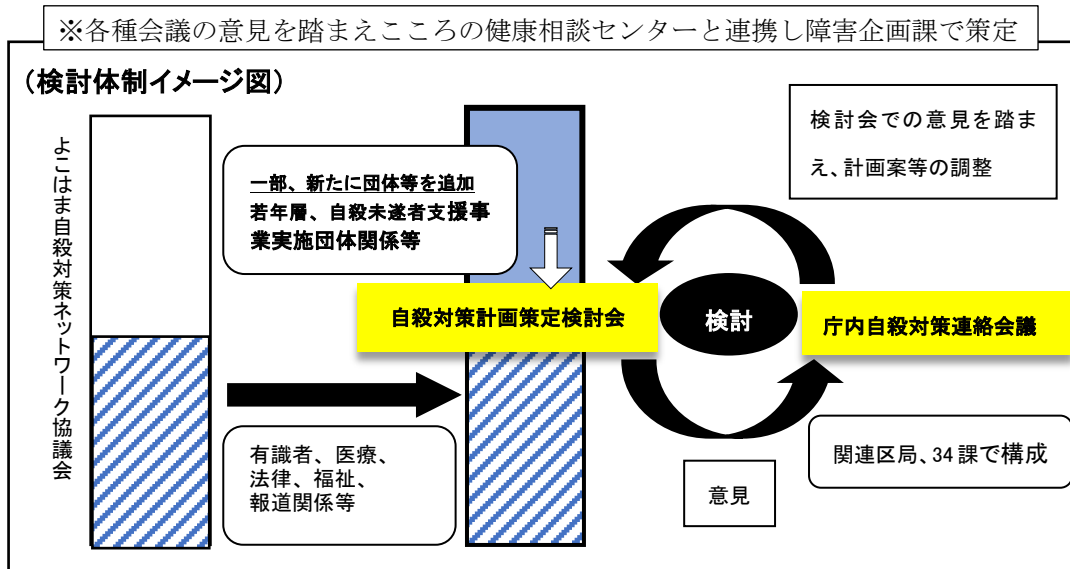 ※各種会議の意見を踏まえこころの健康相談センターと連携し障害企画課で策定
（検討体制イメージ図）
よこはま自殺対策ネットワーク協議会
一部、新たに団体等を追加
若年層、自殺未遂者支援事
業実施団体関係等
検討会での意見を踏ま
え、計画案等の調整
自殺対策計画策定検討会
検討
庁内自殺対策連絡会議
有識者、医療、
法律、福祉、
報道関係等
意見
関連区局、34課で構成